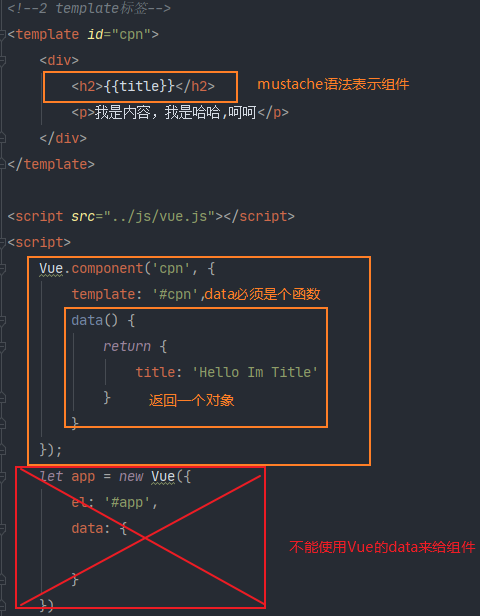 <!--2 template标签-->
<template id="cpn">
<div>
<h2>{{title}}</h2> mustache语法表示组件
<p>我是内容，我是哈哈,呵呵</p>
</div>
</template>
<script src="../js/vue.js"></script>
<script>
Vue.component('cpn', {
template: '#cpn', data必须是个函数
data() {
return {
title: 'Hello Im Title'
} 返回一个对象
}
});
let app = new Vue({
el: '#app',
data: {
不能使用Vue的data来给组件
}
})